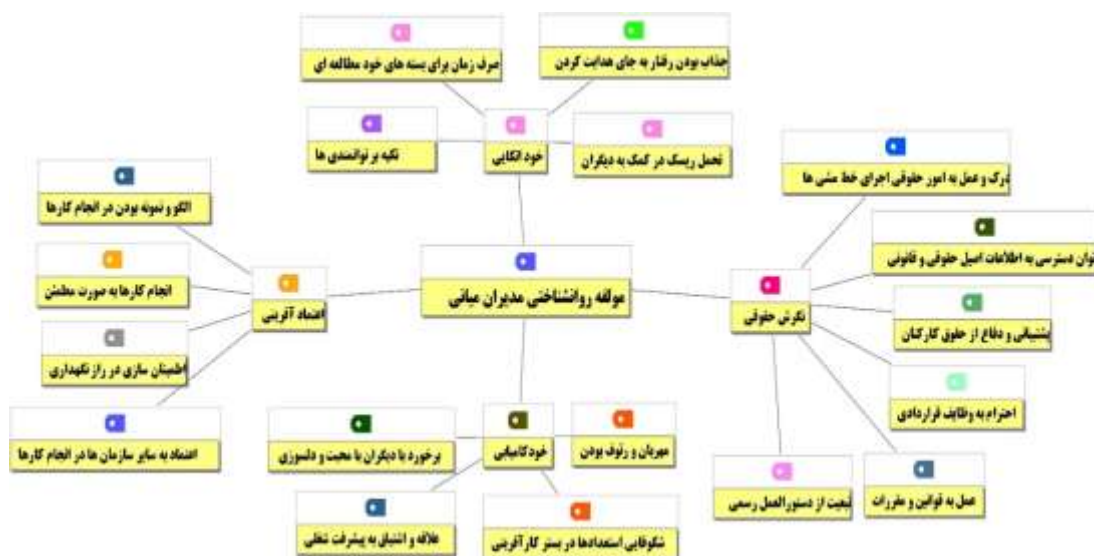 جذاب بودن رفتار به جای هدایت کردن
صرف زمان برای بسته های خود مطالعه ای
خود اتکایی
تحمل ریسک در کمک به دیگران
تکیه بر توانمندی ها
درک و عمل به امور حقوقی اجرای خط مشی ها
توان دسترسی به اطلاعات اصیل حقوقی و قانونی
نگرش حقوقی
پشتیبانی و دفاع از حقوق کارکنان
احترام به وظایف قراردادی
عمل به قوانین و مقررات
تبعیت از دستورالعمل رسمی
مولفه روانشناختی مدیران میانی
الگو و نمونه بودن در انجام کارها
انجام کارها به صورت مطمئن
اعتماد آفرینی
اطمینان سازی در راز نگهداری
اعتماد به سایر سازمان ها در انجام کارها
مهربان و رئوف بودن
خودکامیابی
برخورد با دیگران با محبت و دلسوزی
شکوفایی استعدادها در بستر کارآفرینی
علاقه و اشتیاق به پیشرفت شغلی